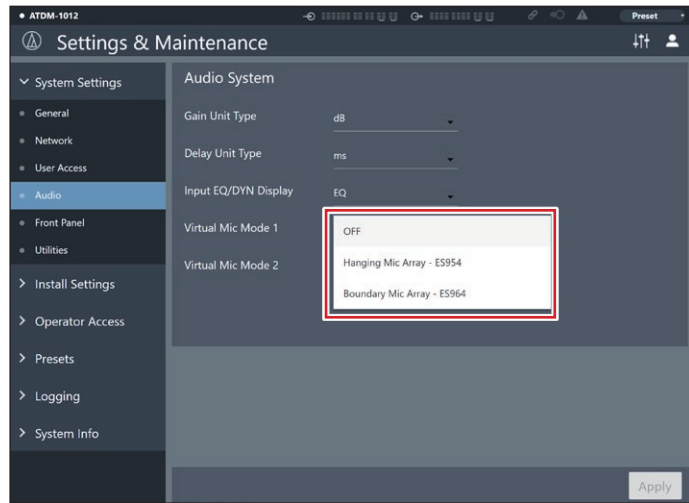 ATDM-1012
Preset
Settings & Maintenance
System Settings
General
Network
User Access
Audio
Front Panel
Utilities
Install Settings
Operator Access
Presets
Logging
System Info
Audio System
Gain Unit Type
dB
Delay Unit Type
ms
Input EQ/DYN Display
EQ
Virtual Mic Mode 1
OFF
Hanging Mic Array - ES954
Boundary Mic Array - ES964
Virtual Mic Mode 2
Apply